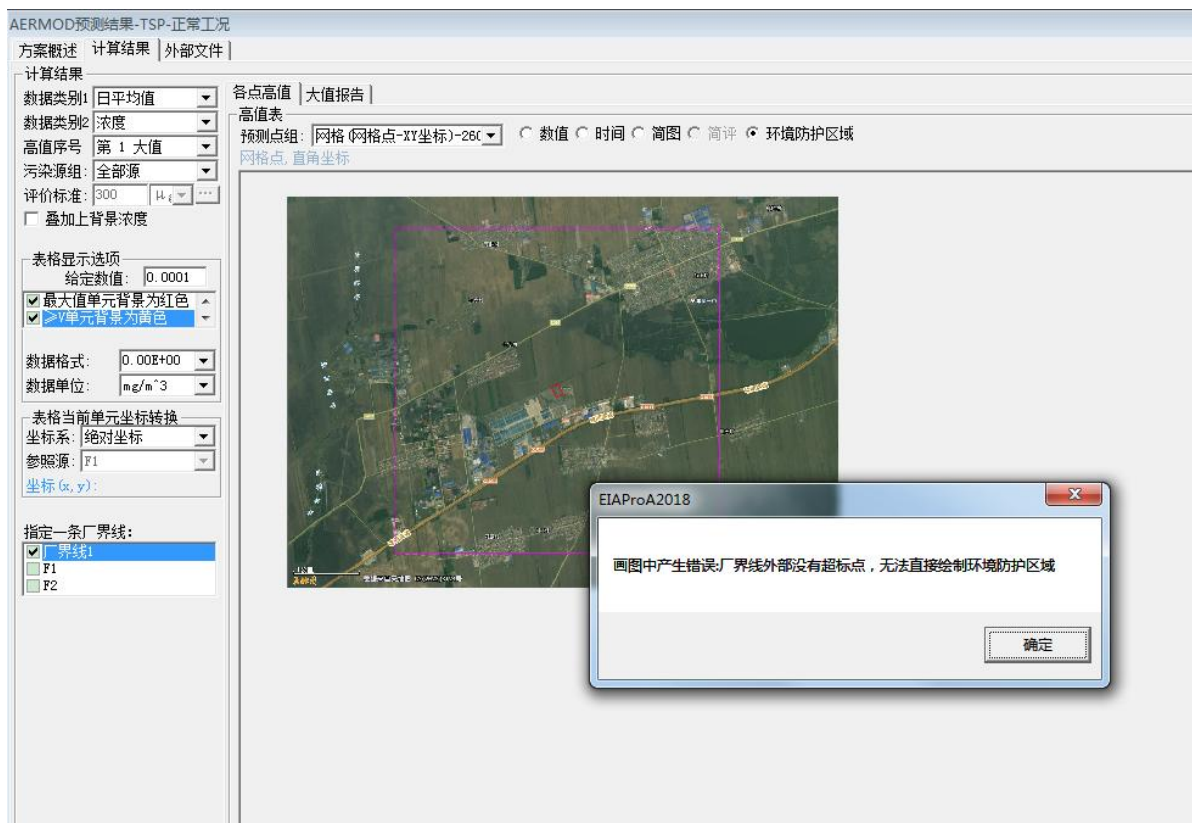 AERMOD预测结果-TSP-正常工况
方案概述 计算结果 外部文件
计算结果
数据类别1 日平均值
数据类别2 浓度
高值序号 第 1 大值
污染源组: 全部源
评价标准: 300 μg ...
叠加上背景浓度
表格显示选项
给定数值: 0.0001
最大值单元背景为红色
≥V单元背景为黄色
数据格式: 0.00E+00
数据单位: mg/m^3
表格当前单元坐标转换
坐标系: 绝对坐标
参照源: F1
坐标(x,y):
指定一条厂界线:
厂界线1
F1
F2
各点高值 大值报告
高值表
预测点组: 网格(网格点-XY坐标)-260 数值 时间 简图 简评 环境防护区域
网格点, 直角坐标
EIAProA2018
画图中产生错误:厂界线外部没有超标点，无法直接绘制环境防护区域
确定